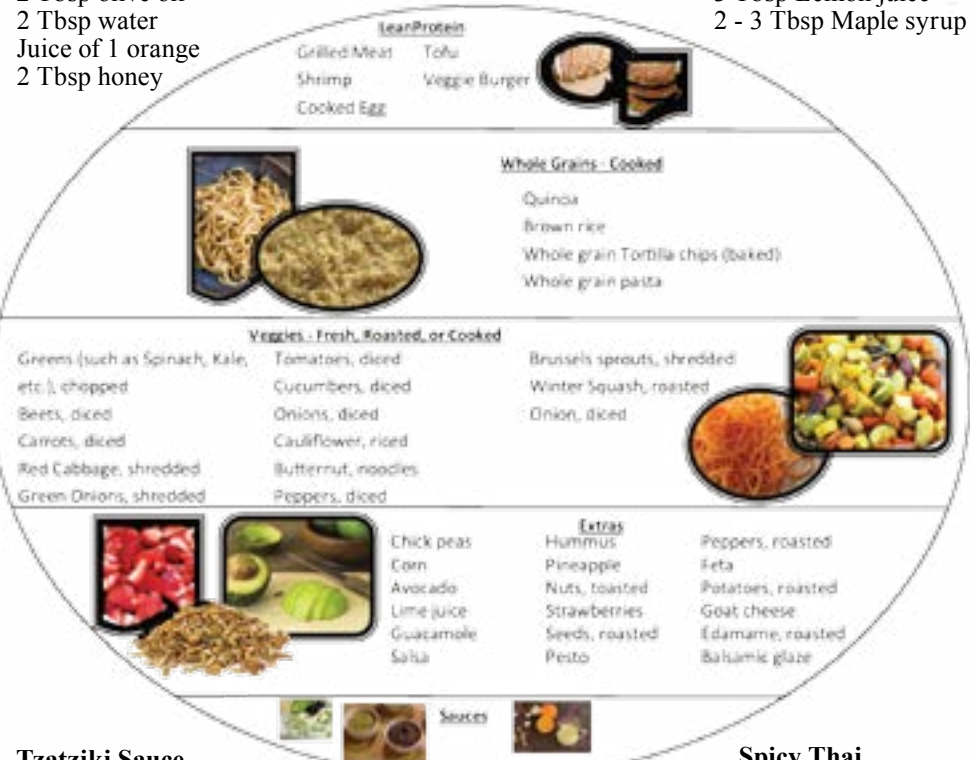 2 Tbsp water
Juice of 1 orange
2 Tbsp honey
2 - 3 Tbsp Maple syrup
LeanProtein
Grilled Meat Tofu
Shrimp Veggie Burger
Cooked Egg
Whole Grains - Cooked
Quinoa
Brown rice
Whole grain Tortilla chips (baked)
Whole grain pasta
Veggies - Fresh, Roasted, or Cooked
Greens (such as Spinach, Kale,
etc.), chopped
Beets, diced
Carrots, diced
Red Cabbage, shredded
Green Onions, shredded
Tomatoes, diced
Cucumbers, diced
Onions, diced
Cauliflower, riced
Butternut, noodles
Peppers, diced
Brussels sprouts, shredded
Winter Squash, roasted
Onion, diced
Extras
Chick peas
Corn
Avocado
Lime juice
Guacamole
Salsa
Hummus
Pineapple
Nuts, toasted
Strawberries
Seeds, roasted
Pesto
Peppers, roasted
Feta
Potatoes, roasted
Goat cheese
Edamame, roasted
Balsamic glaze
Sauces
Tzatziki Sauce
Spicy Thai